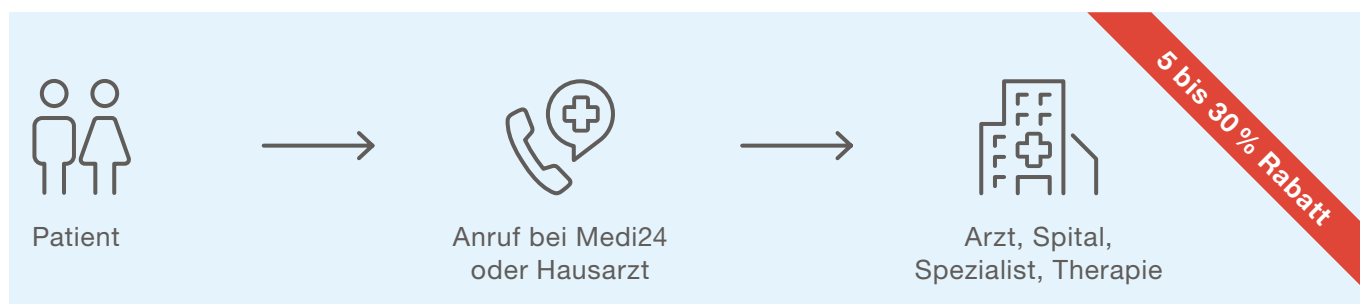 5 bis 30 % Rabatt
Patient
Anruf bei Medi24
oder Hausarzt
Arzt, Spital,
Spezialist, Therapie